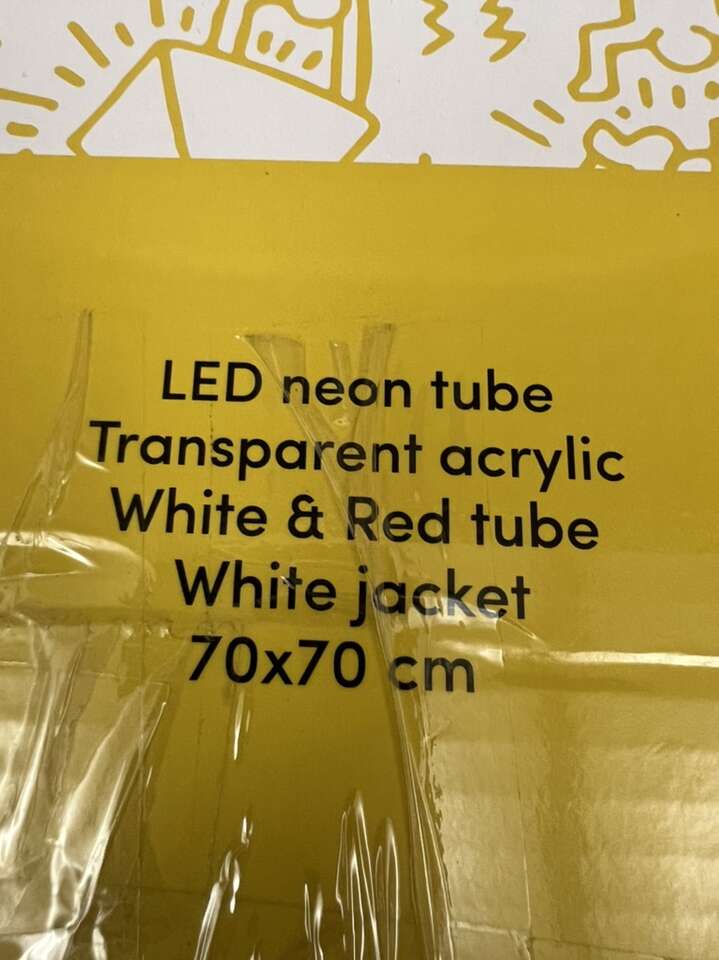 LED neon tube
Transparent acrylic
White & Red tube
White jacket
70x70 cm